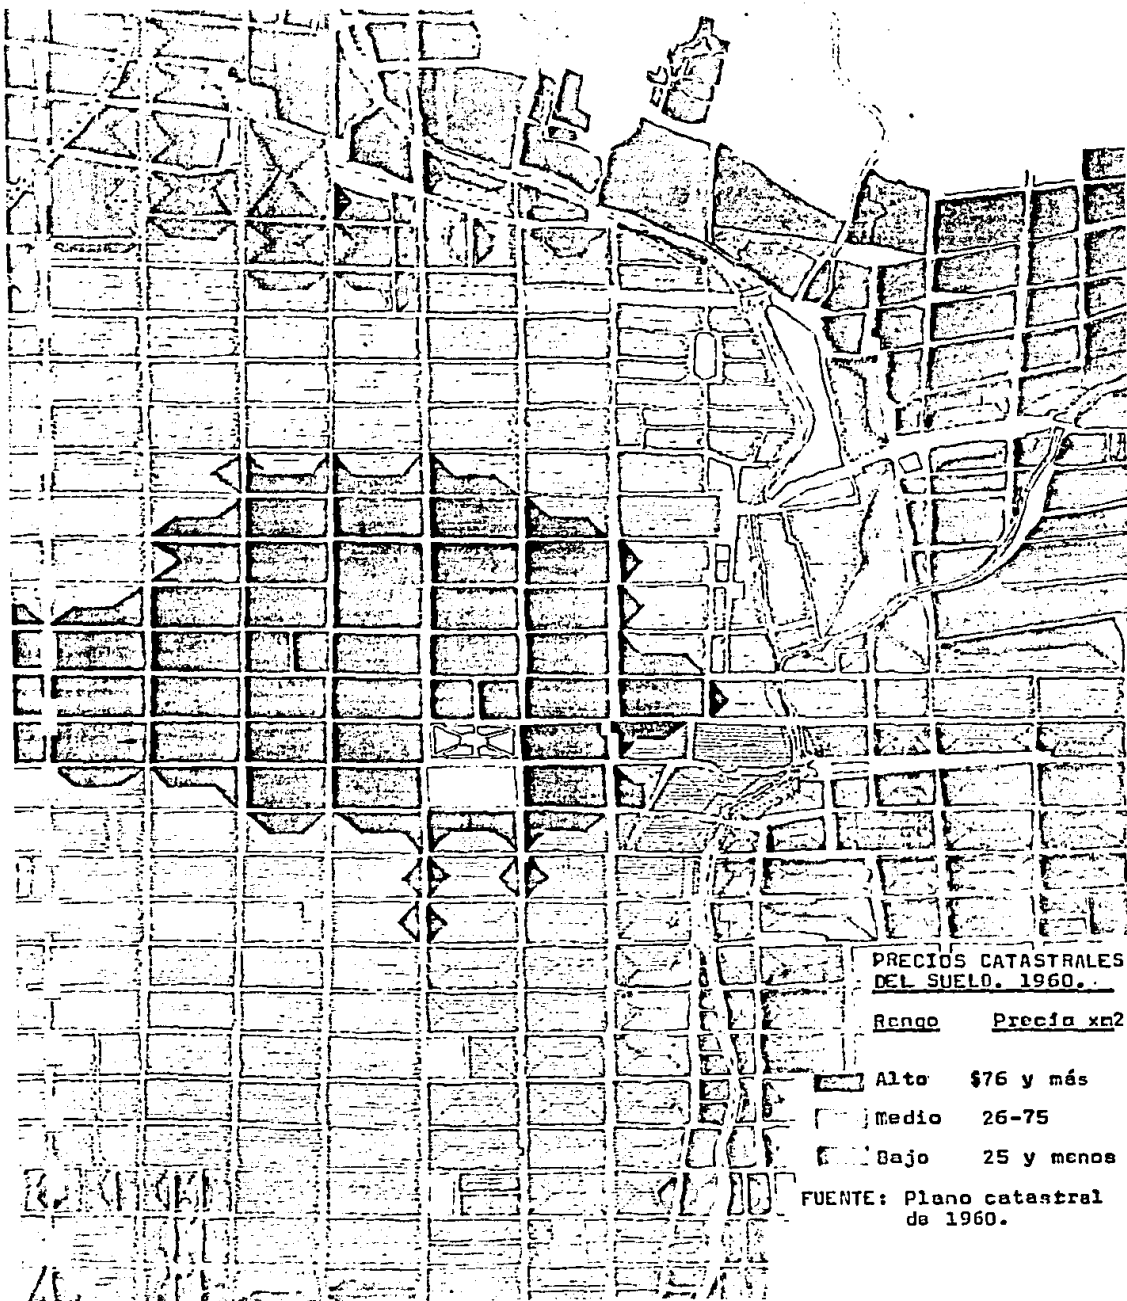 PRECIOS CATASTRALES
DEL SUELO. 1960.
Rango Precio xm2
Alto $76 y más
Medio 26-75
Bajo 25 y menos
FUENTE: Plano catastral
de 1960.